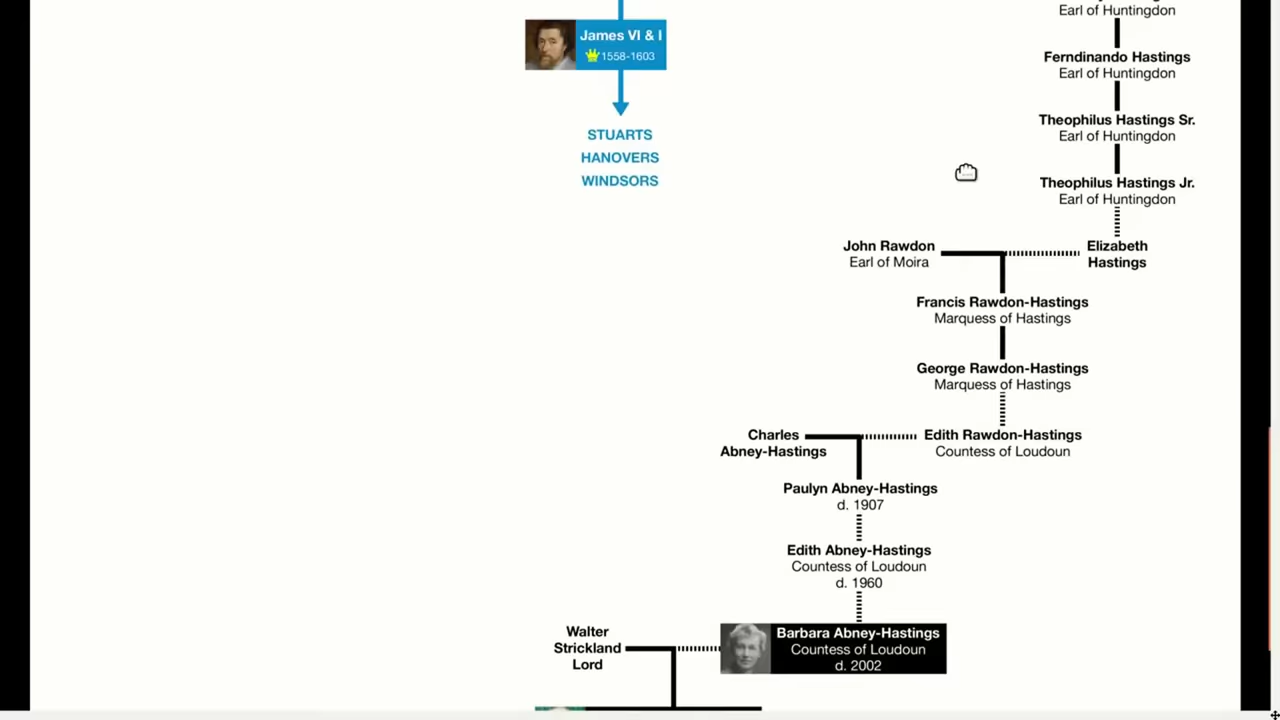 Earl of Huntingdon
James VI & I
1558-1603
Ferndinando Hastings
Earl of Huntingdon
Theophilus Hastings Sr.
Earl of Huntingdon
STUARTS
HANOVERS
WINDSORS
Theophilus Hastings Jr.
Earl of Huntingdon
John Rawdon
Earl of Moira
Elizabeth
Hastings
Francis Rawdon-Hastings
Marquess of Hastings
George Rawdon-Hastings
Marquess of Hastings
Charles
Abney-Hastings
Edith Rawdon-Hastings
Countess of Loudoun
Paulyn Abney-Hastings
d. 1907
Edith Abney-Hastings
Countess of Loudoun
d. 1960
Walter
Strickland
Lord
Barbara Abney-Hastings
Countess of Loudoun
d. 2002